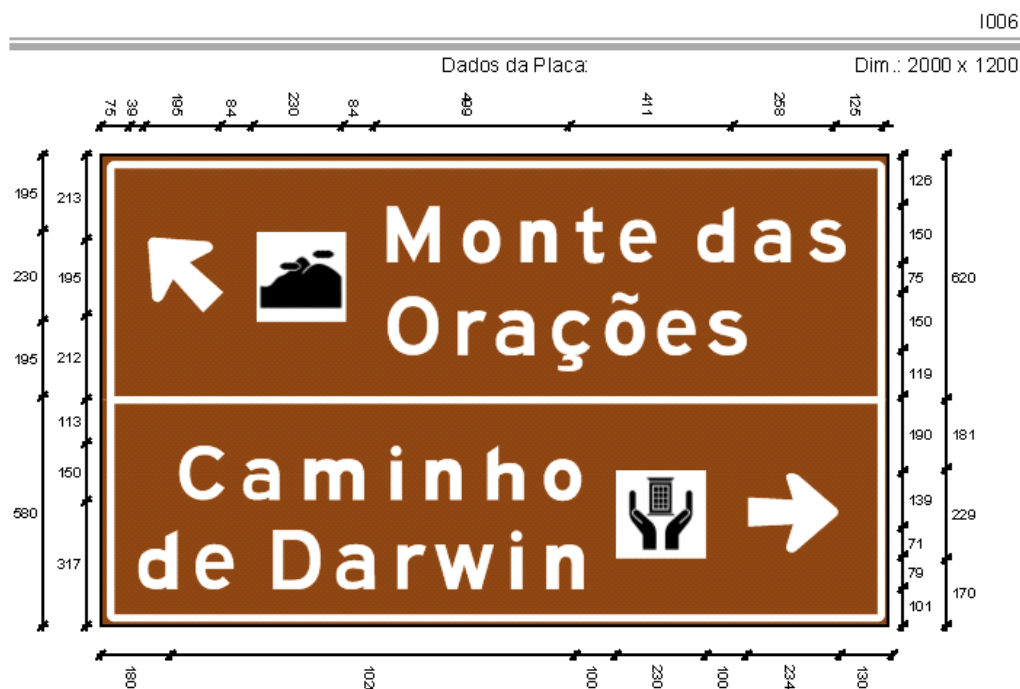 I006
Dados da Placa:
Dim.: 2000 x 1200
75 39 195 84 230 84 499 411 258 125
195 230 195 580
213 195 212 113 150 317
Monte das
Orações
Caminho
de Darwin
126 150 75 150 119 190 139 71 79 101
620 181 229 170
180 102 100 230 100 234 130